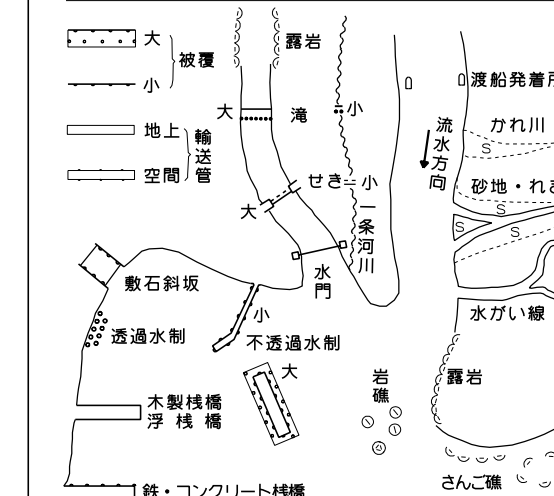 大
小
被覆
地上
空間
輸送管
露岩
大
滝
小
せき
小
大
一条河川
水門
渡船発着所
流水方向
かれ川
S
砂地・れき
S
S
S
水がい線
敷石斜坂
透過水制
小
不透過水制
大
木製桟橋
浮桟橋
岩礁
露岩
さんご礁
鉄・コンクリート桟橋